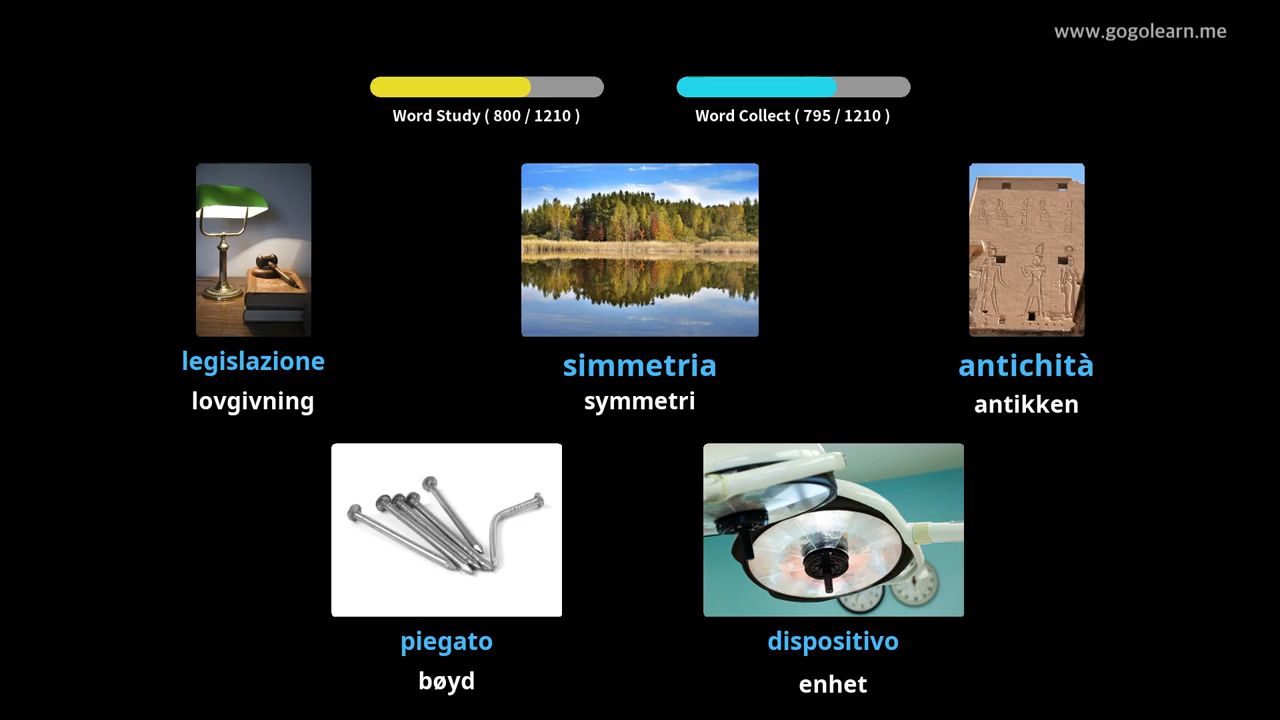 www.gogolearn.me
Word Study ( 800 / 1210 )
Word Collect ( 795 / 1210 )
legislazione
lovgivning
simmetria
symmetri
antichità
antikken
piegato
bøyd
dispositivo
enhet